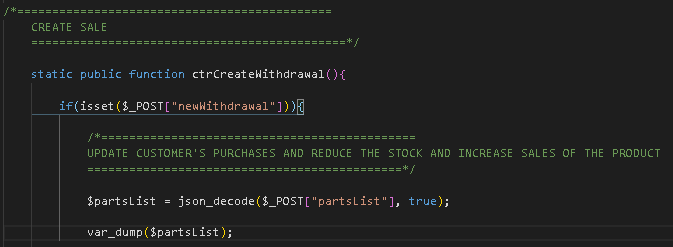 /*=============================================
CREATE SALE
=============================================*/
static public function ctrCreateWithdrawal(){
if(isset($_POST["newWithdrawal"])){
/*=============================================
UPDATE CUSTOMER'S PURCHASES AND REDUCE THE STOCK AND INCREASE SALES OF THE PRODUCT
=============================================*/
$partsList = json_decode($_POST["partsList"], true);
var_dump($partsList);